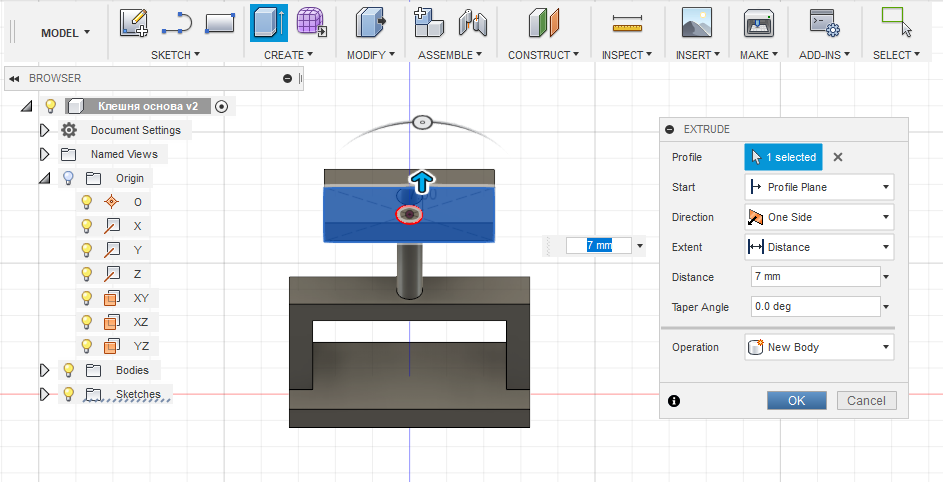 MODEL ▾
SKETCH ▾
CREATE ▾
MODIFY ▾
ASSEMBLE ▾
CONSTRUCT ▾
INSPECT ▾
INSERT ▾
MAKE ▾
ADD-INS ▾
SELECT ▾
BROWSER
Клешня основа v2
Document Settings
Named Views
Origin
O
X
Y
Z
XY
XZ
YZ
Bodies
Sketches
7 mm
EXTRUDE
Profile 1 selected
Start Profile Plane
Direction One Side
Extent Distance
Distance 7 mm
Taper Angle 0.0 deg
Operation New Body
OK Cancel